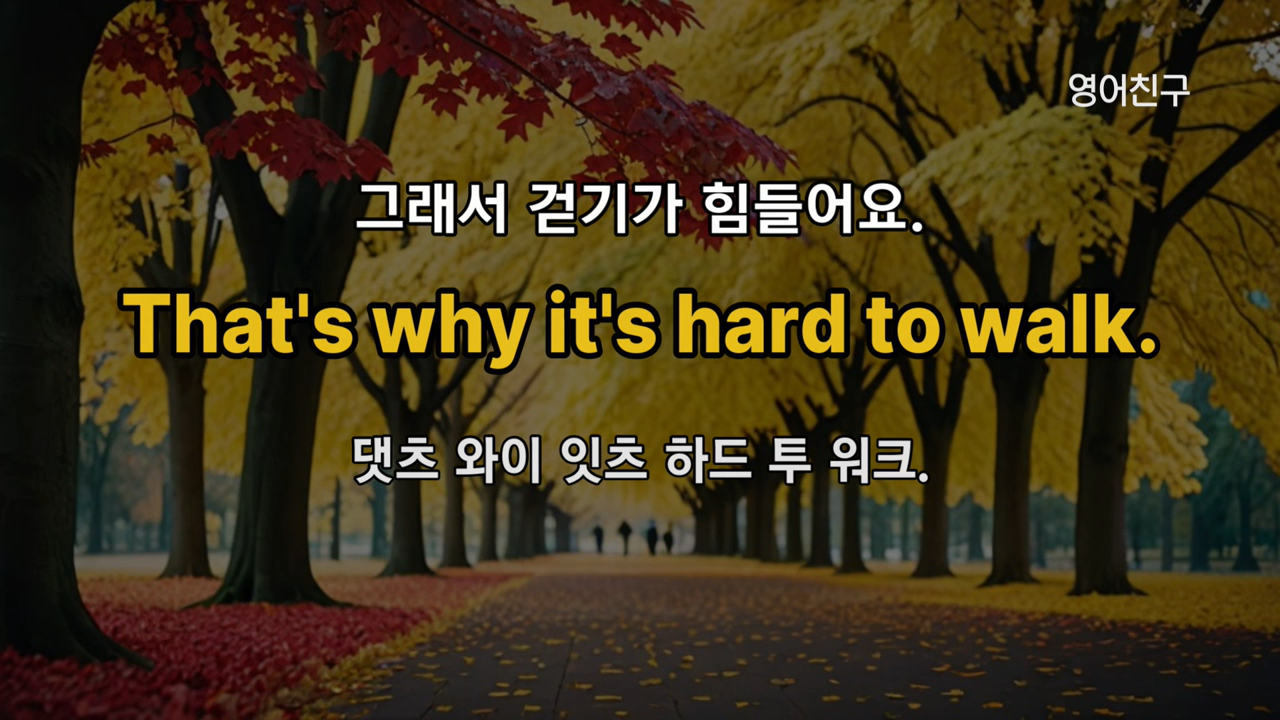 영어친구
그래서 걷기가 힘들어요.
That's why it's hard to walk.
댓츠 와이 잇츠 하드 투 워크.